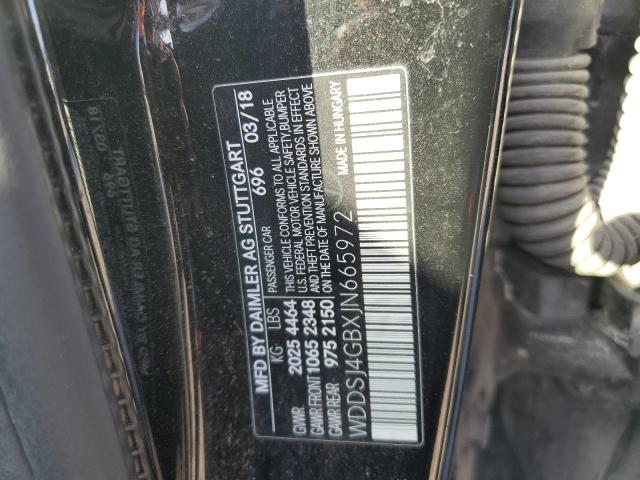 MFD BY DAIMLER AG STUTTGART
696 03/18
KG LBS PASSENGER CAR
GVWR 2025 4464
GAWR FRONT 1065 2348
GAWR REAR 975 2150
THIS VEHICLE CONFORMS TO ALL APPLICABLE
U.S. FEDERAL MOTOR VEHICLE SAFETY, BUMPER
AND THEFT PREVENTION STANDARDS IN EFFECT
ON THE DATE OF MANUFACTURE SHOWN ABOVE
WDDSJ4GBXJN665972
MADE IN HUNGARY